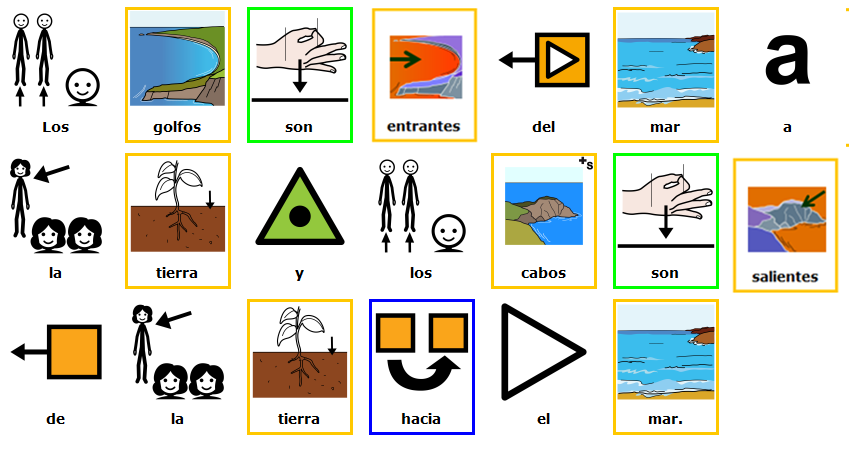 Los golfos son entrantes del mar a
la tierra y los cabos +s son salientes
de la tierra hacia el mar.